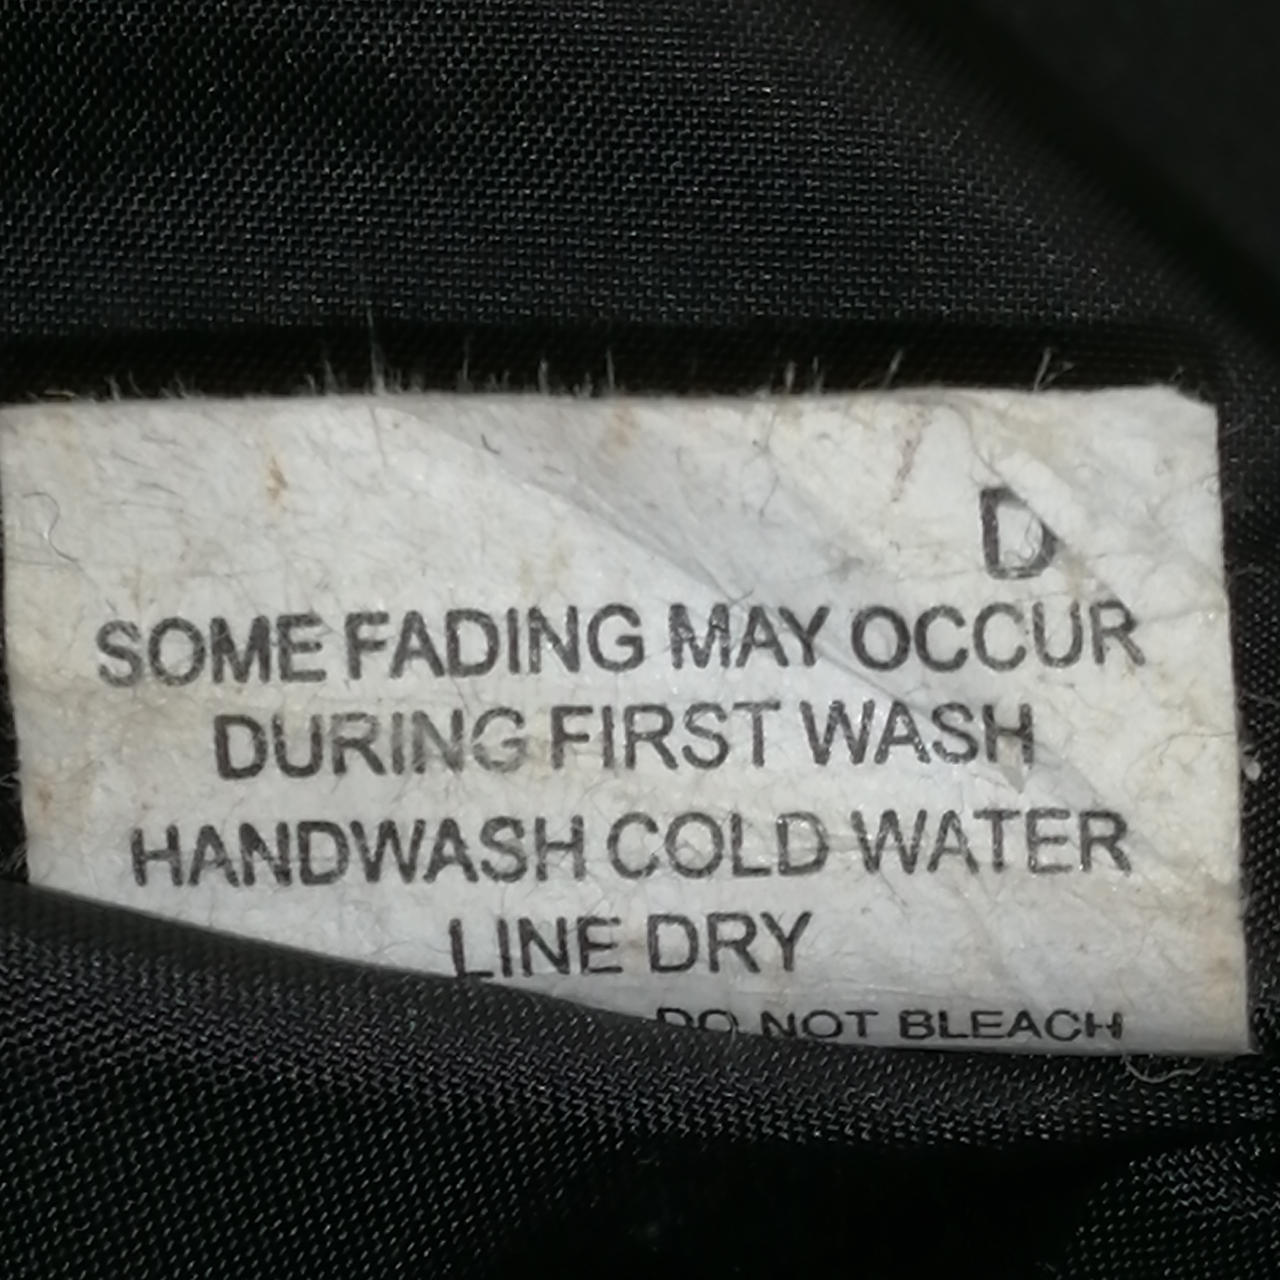 D
SOME FADING MAY OCCUR
DURING FIRST WASH
HANDWASH COLD WATER
LINE DRY
DO NOT BLEACH